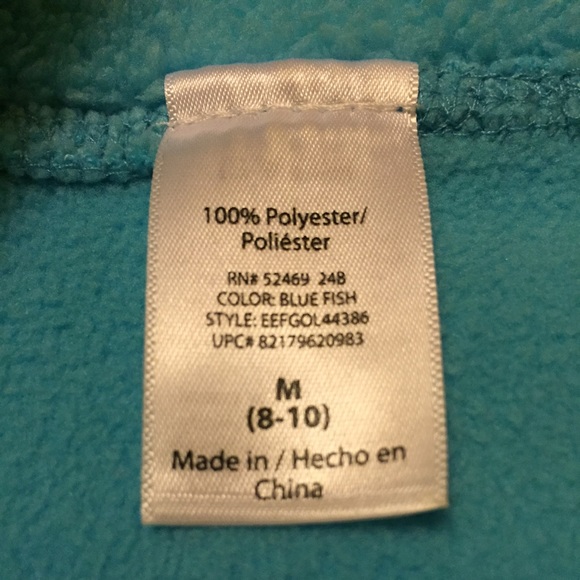 100% Polyester/
Poliéster
RN# 52469 24B
COLOR: BLUE FISH
STYLE: EEFGOL44386
UPC# 82179620983
M
(8-10)
Made in / Hecho en
China